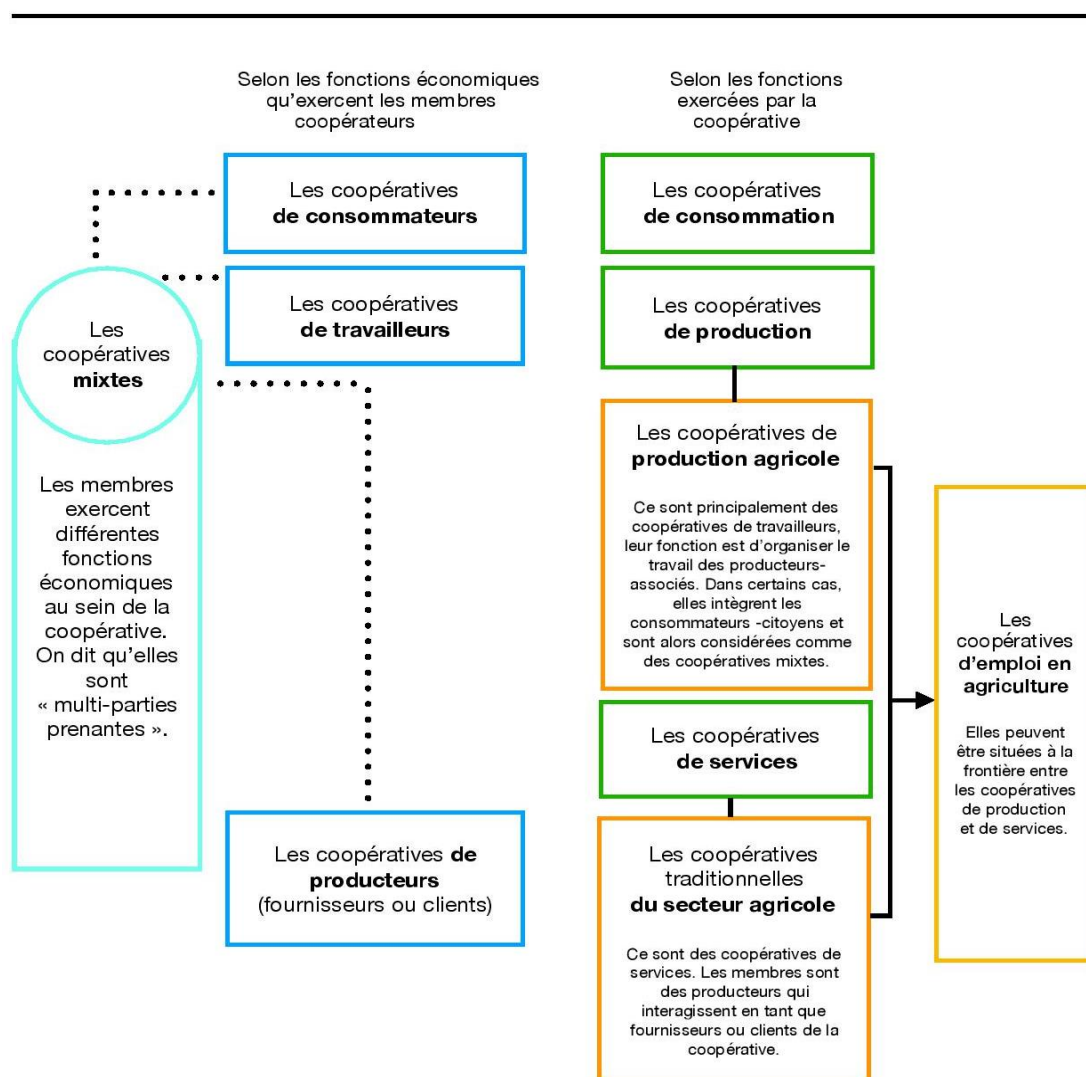 Selon les fonctions économiques
qu'exercent les membres
coopérateurs
Selon les fonctions
exercées par la
coopérative
Les coopératives
de consommateurs
Les coopératives
de consommation
Les coopératives
de travailleurs
Les coopératives
de production
Les
coopératives
mixtes
Les membres
exercent
différentes
fonctions
économiques
au sein de la
coopérative.
On dit qu'elles
sont
« multi-parties
prenantes ».
Les coopératives de
production agricole
Ce sont principalement des
coopératives de travailleurs,
leur fonction est d'organiser le
travail des producteurs-
associés. Dans certains cas,
elles intègrent les
consommateurs -citoyens et
sont alors considérées comme
des coopératives mixtes.
Les
coopératives
d'emploi en
agriculture
Elles peuvent
être situées à la
frontière entre
les coopératives
de production
et de services.
Les coopératives
de services
Les coopératives de
producteurs
(fournisseurs ou clients)
Les coopératives
traditionnelles
du secteur agricole
Ce sont des coopératives de
services. Les membres sont
des producteurs qui
interagissent en tant que
fournisseurs ou clients de la
coopérative.